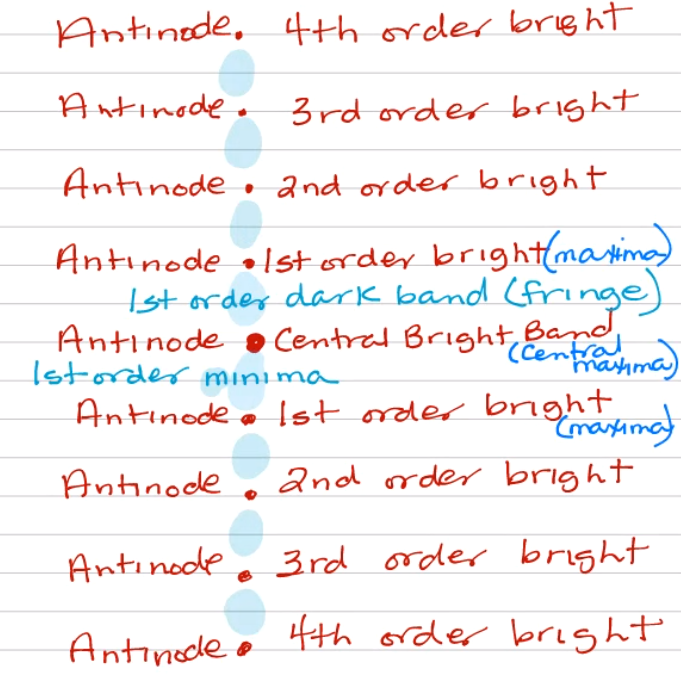 Antinode. 4th order bright
Antinode. 3rd order bright
Antinode. 2nd order bright
Antinode . 1st order bright (maxima)
1st order dark band (fringe)
Antinode . Central Bright Band
(Central
maxima)
1st order minima
Antinode . 1st order bright
(maxima)
Antinode . 2nd order bright
Antinode . 3rd order bright
Antinode . 4th order bright